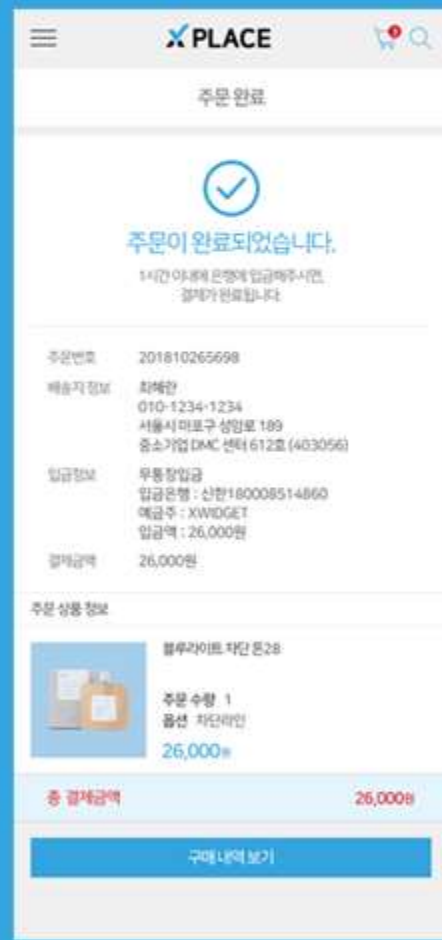 X PLACE
주문 완료
주문이 완료되었습니다.
1시간 이내에 은행에 입금해주시면,
결제가 완료됩니다.
주문번호 201810265698
배송지 정보 최혜란
010-1234-1234
서울시 마포구 성암로 189
중소기업 DMC 센터 612호 (403056)
입금정보 무통장입금
입금은행 : 신한180008514860
예금주 : XWIDGET
입금액 : 26,000원
결제금액 26,000원
주문 상품 정보
블루라이트 차단 톤28
주문 수량 1
옵션 차단라인
26,000원
총 결제금액 26,000원
구매 내역 보기